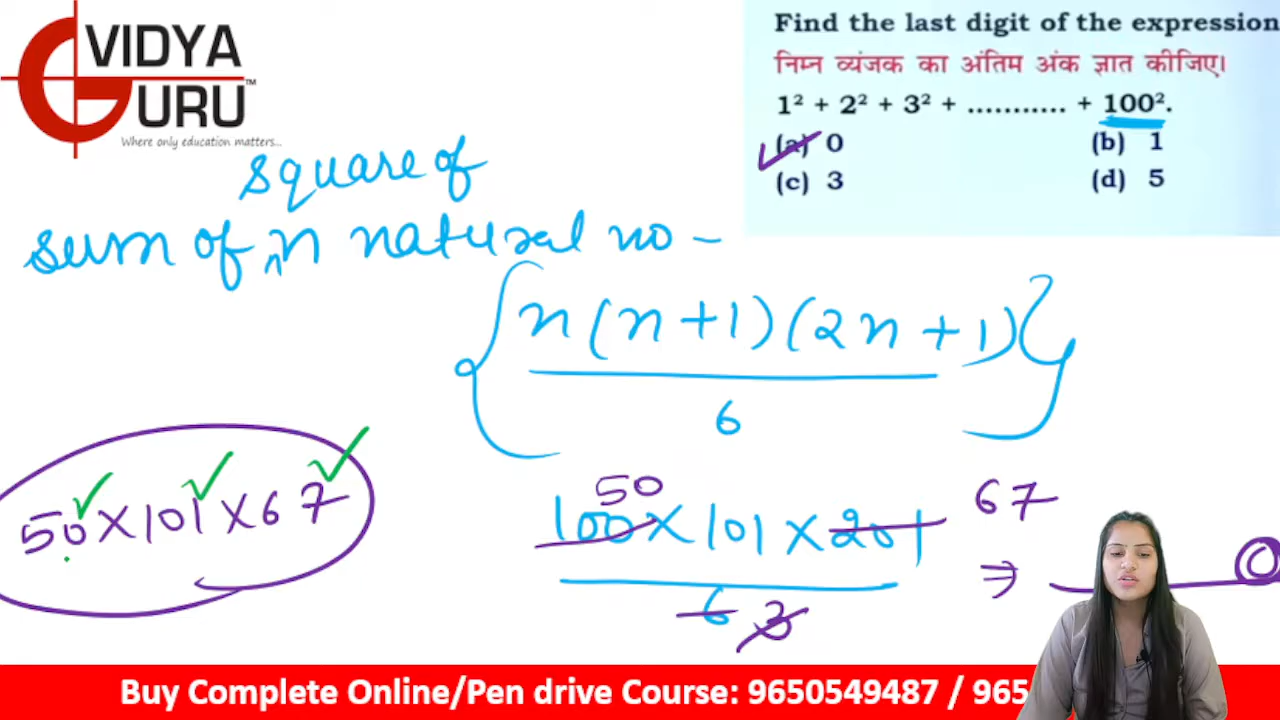 VIDYA
GURU™
Where only education matters...
Find the last digit of the expression
निम्न व्यंजक का अंतिम अंक ज्ञात कीजिए।
1² + 2² + 3² + ........... + 100².
(a) 0 (b) 1
(c) 3 (d) 5
square of
sum of ^ n natural no –
{n(n+1)(2n+1)}
6
50
100 × 101 × 201 67
6 3
50 × 101 × 67
⇒ 0
Buy Complete Online/Pen drive Course: 9650549487 / 965